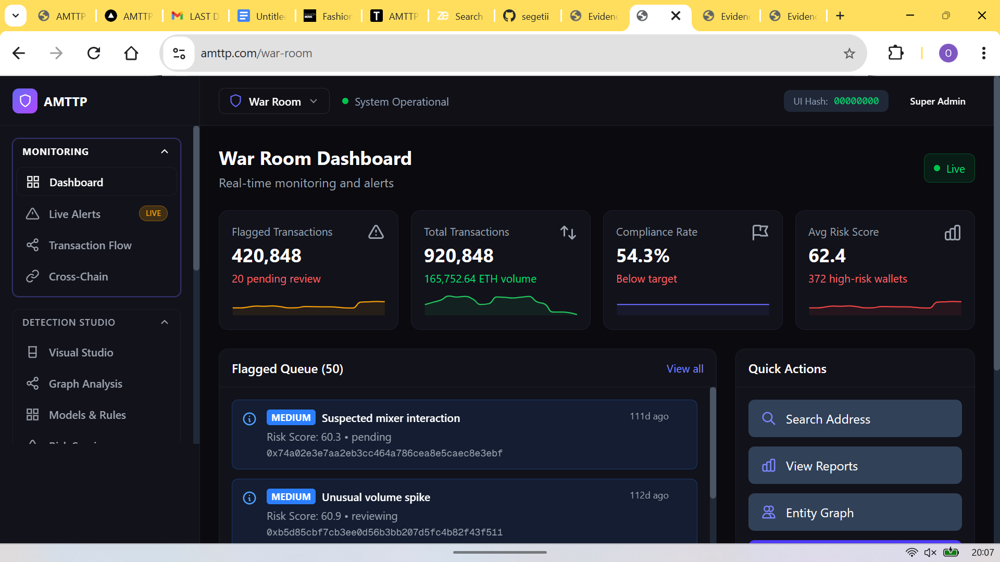 AMTTP
AMTTP
LAST D
Untitle
Fashion
AMTTP
Search
segetii
Eviden
Eviden
Eviden
amttp.com/war-room
O
AMTTP
War Room
System Operational
UI Hash: 00000000
Super Admin
MONITORING
Dashboard
Live Alerts
LIVE
Transaction Flow
Cross-Chain
DETECTION STUDIO
Visual Studio
Graph Analysis
Models & Rules
War Room Dashboard
Real-time monitoring and alerts
Live
Flagged Transactions
420,848
20 pending review
Total Transactions
920,848
165,752.64 ETH volume
Compliance Rate
54.3%
Below target
Avg Risk Score
62.4
372 high-risk wallets
Flagged Queue (50)
View all
MEDIUM Suspected mixer interaction
111d ago
Risk Score: 60.3 • pending
0x74a02e3e7aa2eb3cc464a786cea8e5caec8e3ebf
MEDIUM Unusual volume spike
112d ago
Risk Score: 60.9 • reviewing
0xb5d85cbf7cb3ee0d56b3bb207d5fc4b82f43f511
Quick Actions
Search Address
View Reports
Entity Graph
20:07